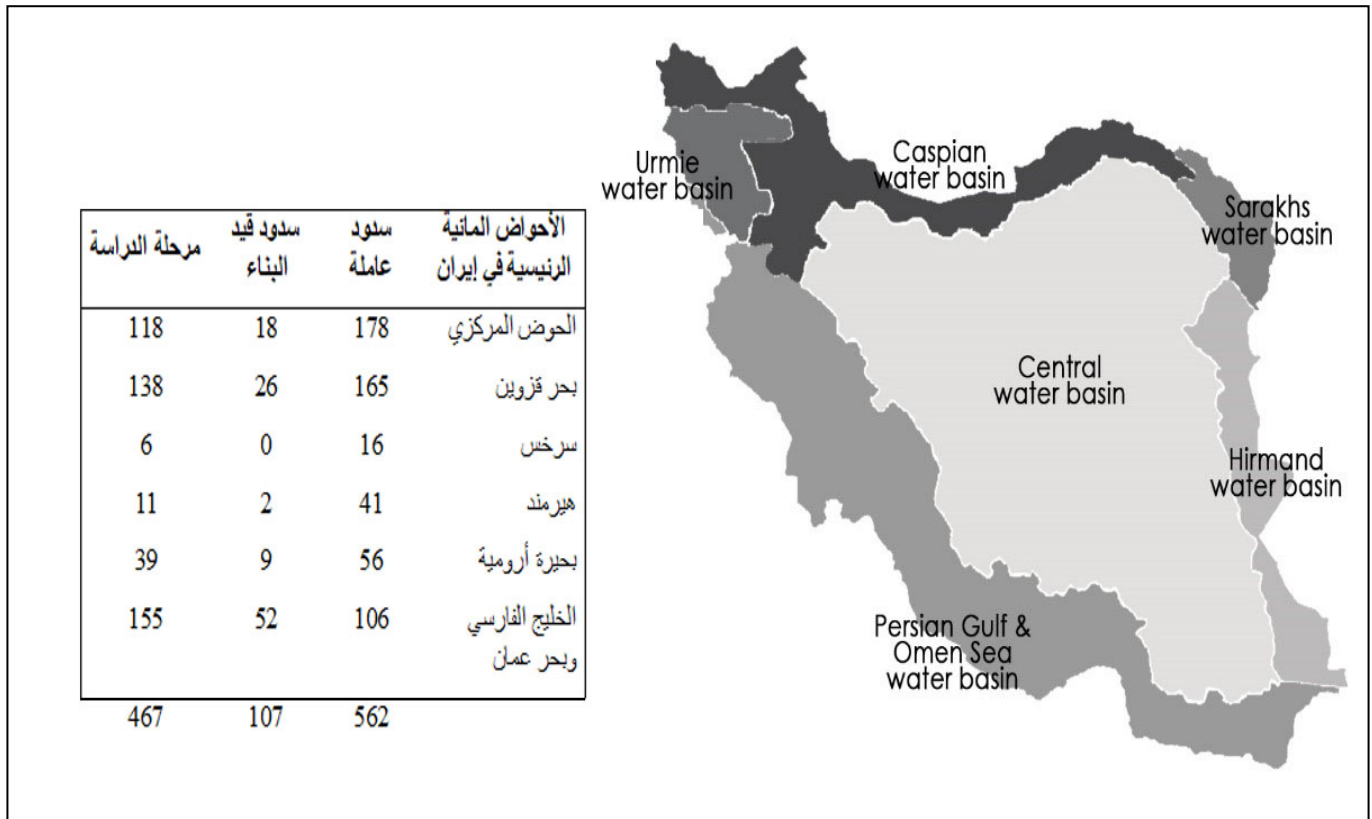 الأحواض المائية سدود سدود قيد مرحلة الدراسة
الرئيسية في إيران عاملة البناء
الحوض المركزي 178 18 118
بحر قزوين 165 26 138
سرخس 16 0 6
هيرمند 41 2 11
بحيرة أرومية 56 9 39
الخليج الفارسي 106 52 155
وبحر عمان
562 107 467
Urmie
water basin
Caspian
water basin
Sarakhs
water basin
Central
water basin
Hirmand
water basin
Persian Gulf &
Omen Sea
water basin